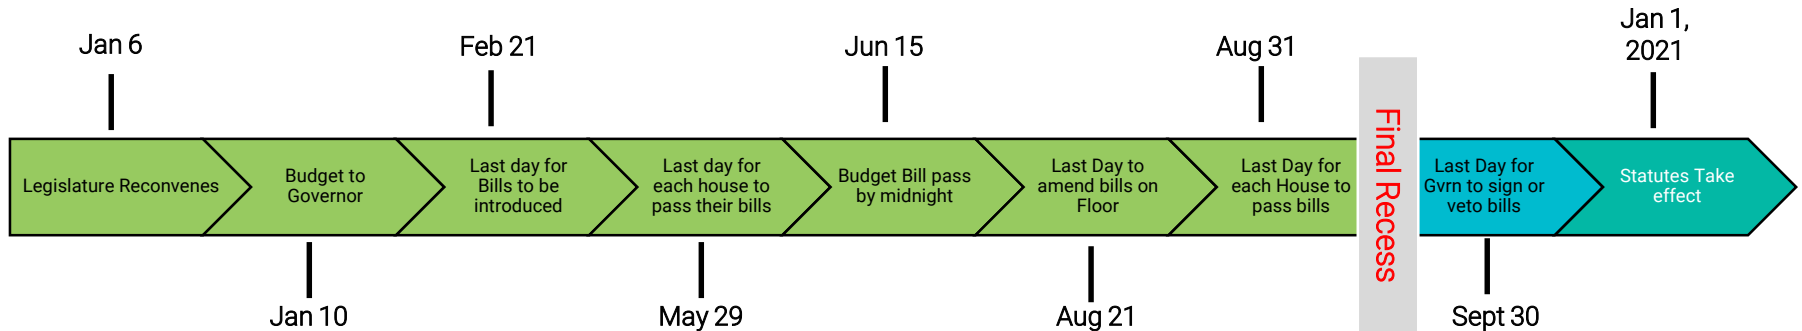 Jan 6
Feb 21
Jun 15
Aug 31
Jan 1,
2021
Legislature Reconvenes
Budget to
Governor
Last day for
Bills to be
introduced
Last day for
each house to
pass their bills
Budget Bill pass
by midnight
Last Day to
amend bills on
Floor
Last Day for
each House to
pass bills
Final Recess
Last Day for
Gvrn to sign or
veto bills
Statutes Take
effect
Jan 10
May 29
Aug 21
Sept 30